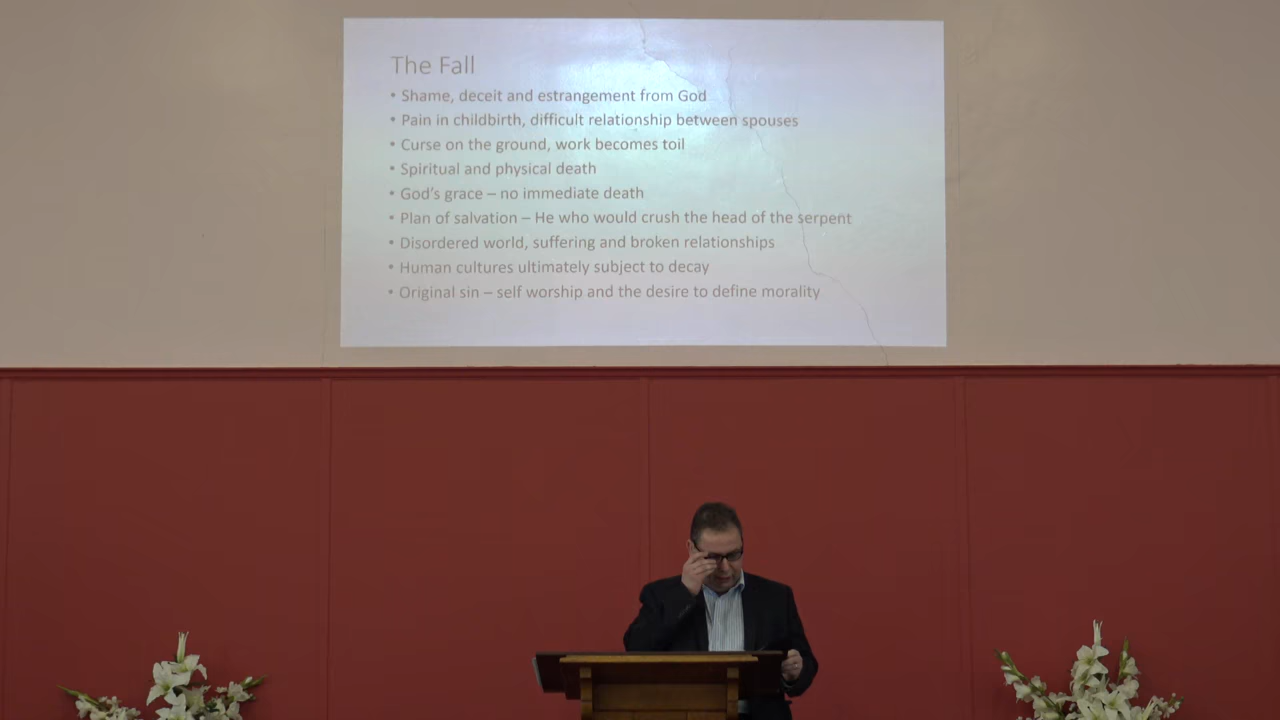 The Fall
• Shame, deceit and estrangement from God
• Pain in childbirth, difficult relationship between spouses
• Curse on the ground, work becomes toil
• Spiritual and physical death
• God's grace – no immediate death
• Plan of salvation – He who would crush the head of the serpent
• Disordered world, suffering and broken relationships
• Human cultures ultimately subject to decay
• Original sin – self worship and the desire to define morality